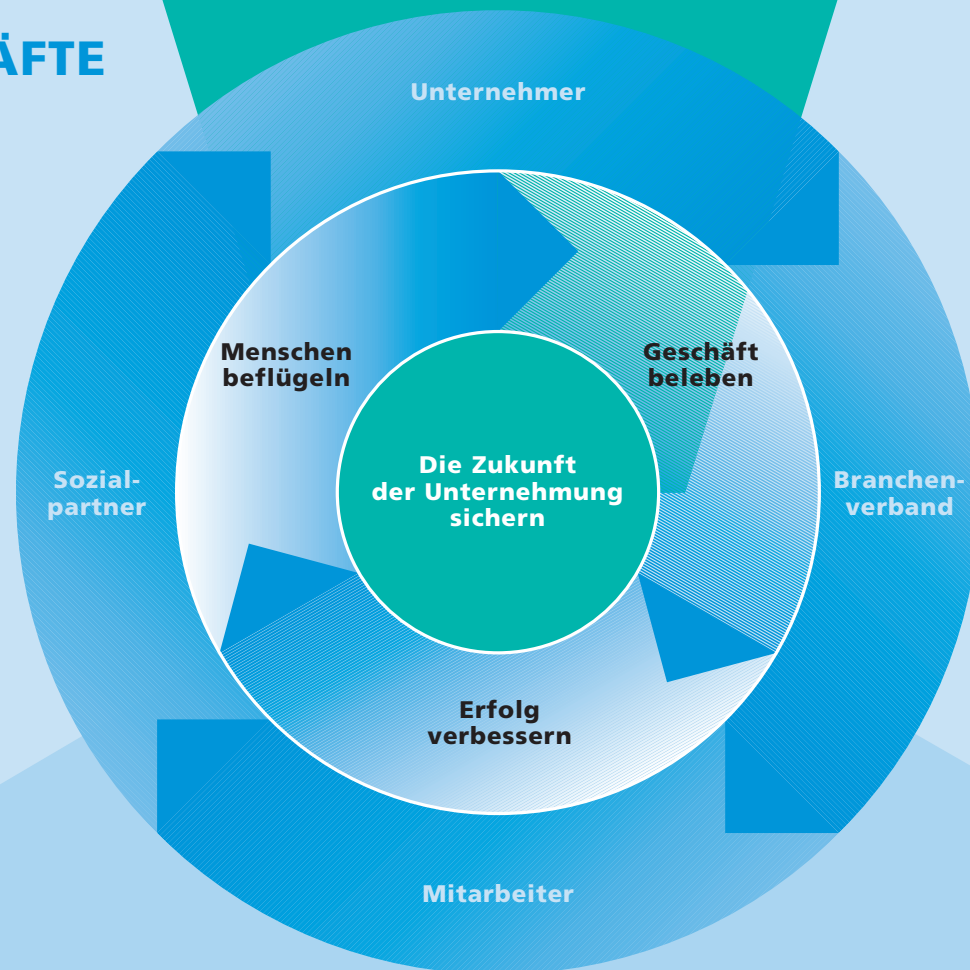 ÄFTE
Unternehmer
Menschen
beflügeln
Geschäft
beleben
Die Zukunft
der Unternehmung
sichern
Sozial-
partner
Branchen-
verband
Erfolg
verbessern
Mitarbeiter